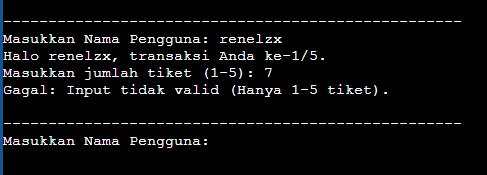 --------------------------------------------------
Masukkan Nama Pengguna: renelzx
Halo renelzx, transaksi Anda ke-1/5.
Masukkan jumlah tiket (1-5): 7
Gagal: Input tidak valid (Hanya 1-5 tiket).
--------------------------------------------------
Masukkan Nama Pengguna: